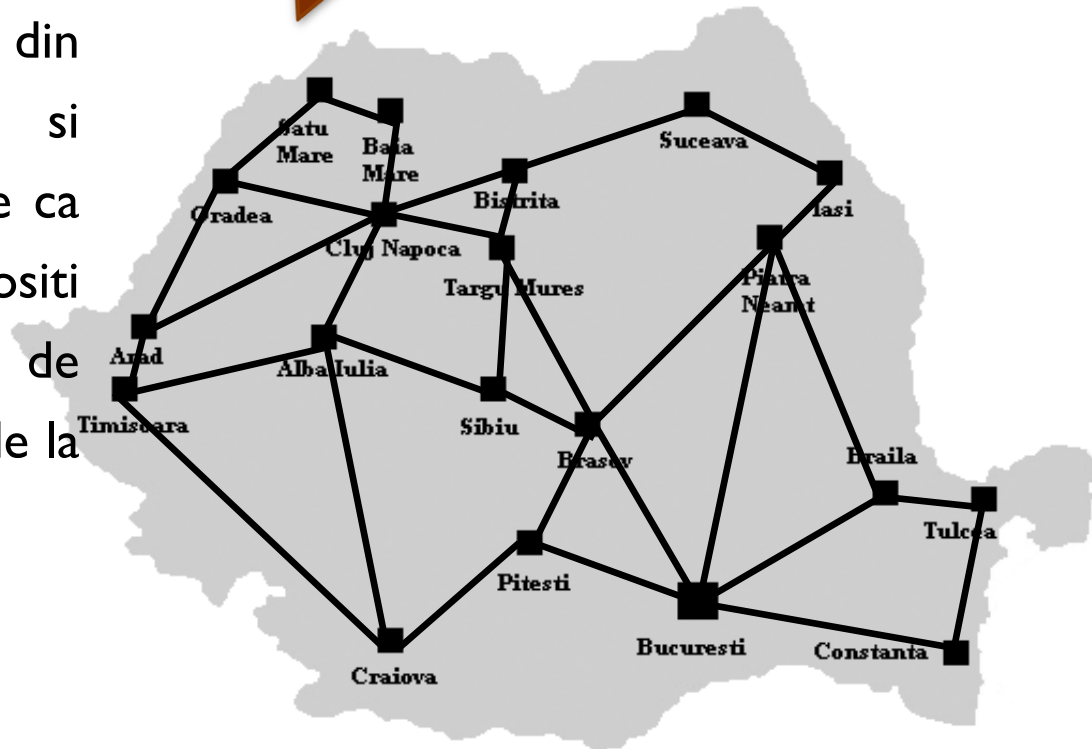 din
si
e ca
ositi
de
de la
Satu
Mare
Baia
Mare
Suceava
Oradea
Bistrita
Iasi
Cluj Napoca
Targu Mures
Piatra
Neamt
Arad
Alba Iulia
Timisoara
Sibiu
Brasov
Braila
Tulcea
Pitesti
Bucuresti
Constanta
Craiova